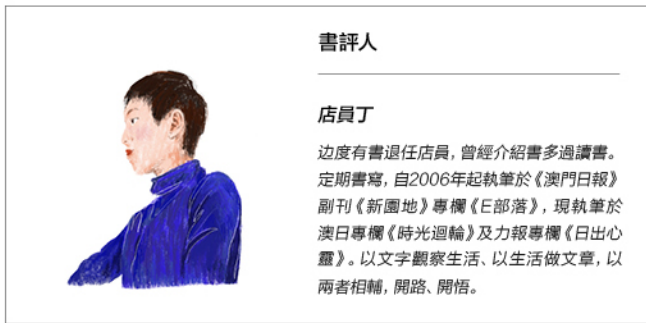 書評人
店員丁
边度有書退任店員，曾經介紹書多過讀書。
定期書寫，自2006年起執筆於《澳門日報》
副刊《新園地》專欄《E部落》，現執筆於
澳日專欄《時光迴輪》及力報專欄《日出心
靈》。以文字觀察生活、以生活做文章，以
兩者相輔，開路、開悟。